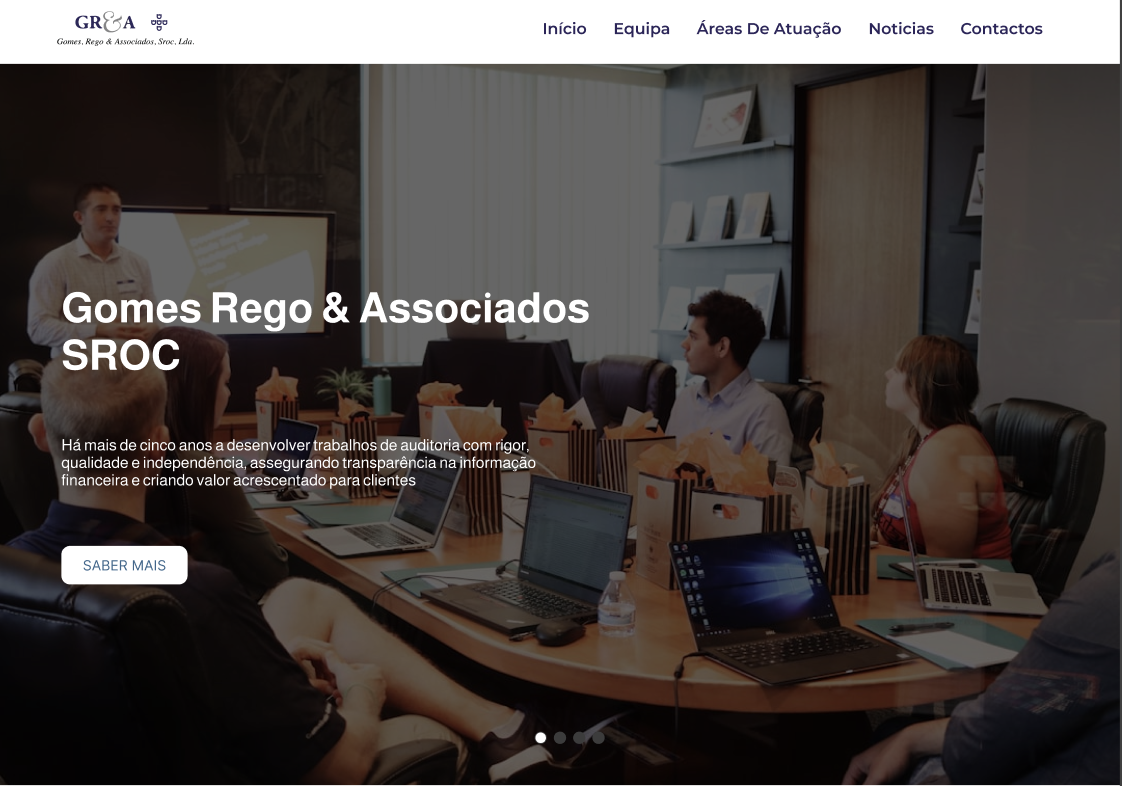 GR&A
Gomes, Rego & Associados, Sroc, Lda.
Início Equipa Áreas De Atuação Noticias Contactos
Gomes Rego & Associados
SROC
Há mais de cinco anos a desenvolver trabalhos de auditoria com rigor,
qualidade e independência, assegurando transparência na informação
financeira e criando valor acrescentado para clientes
SABER MAIS